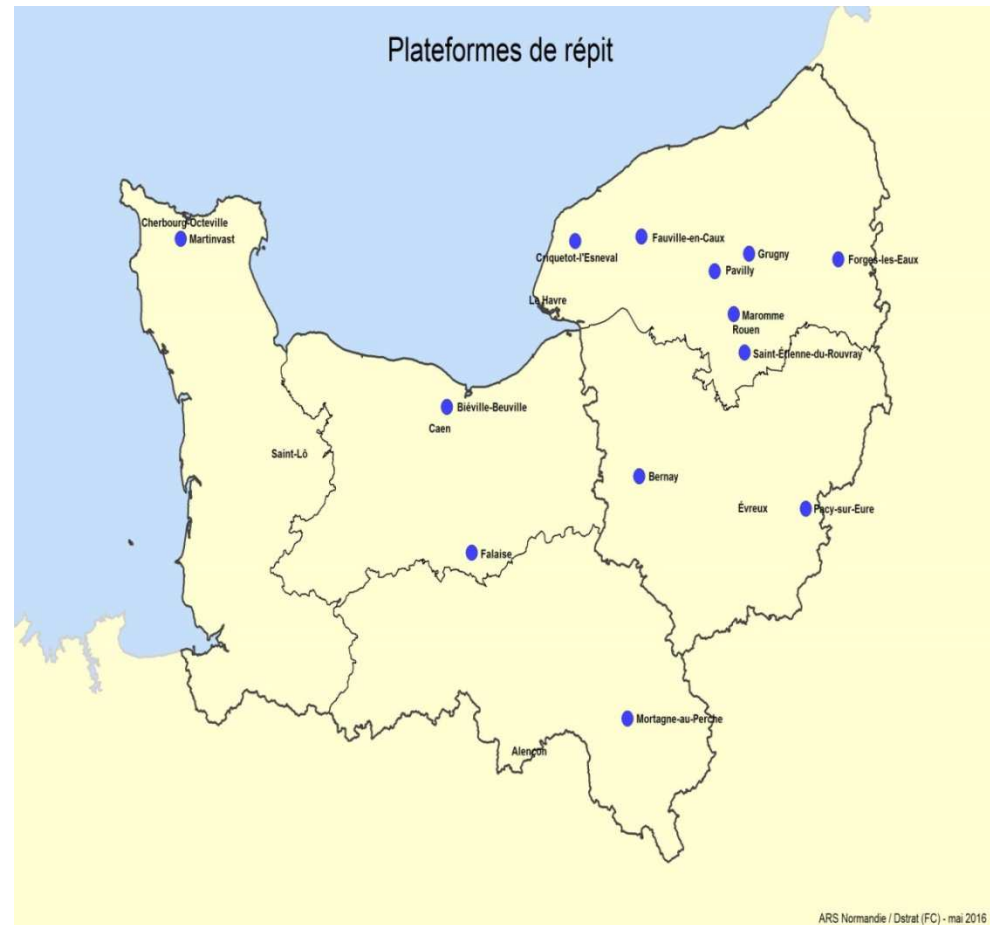 Plateformes de répit
Cherbourg-Octeville
Martinvast
Fauville-en-Caux
Criquetot-l'Esneval
Grugny
Forges-les-Eaux
Pavilly
Le Havre
Maromme
Rouen
Saint-Étienne-du-Rouvray
Biéville-Beuville
Caen
Saint-Lô
Bernay
Évreux
Pacy-sur-Eure
Falaise
Mortagne-au-Perche
Alençon
ARS Normandie / Dstrat (FC) - mai 2016